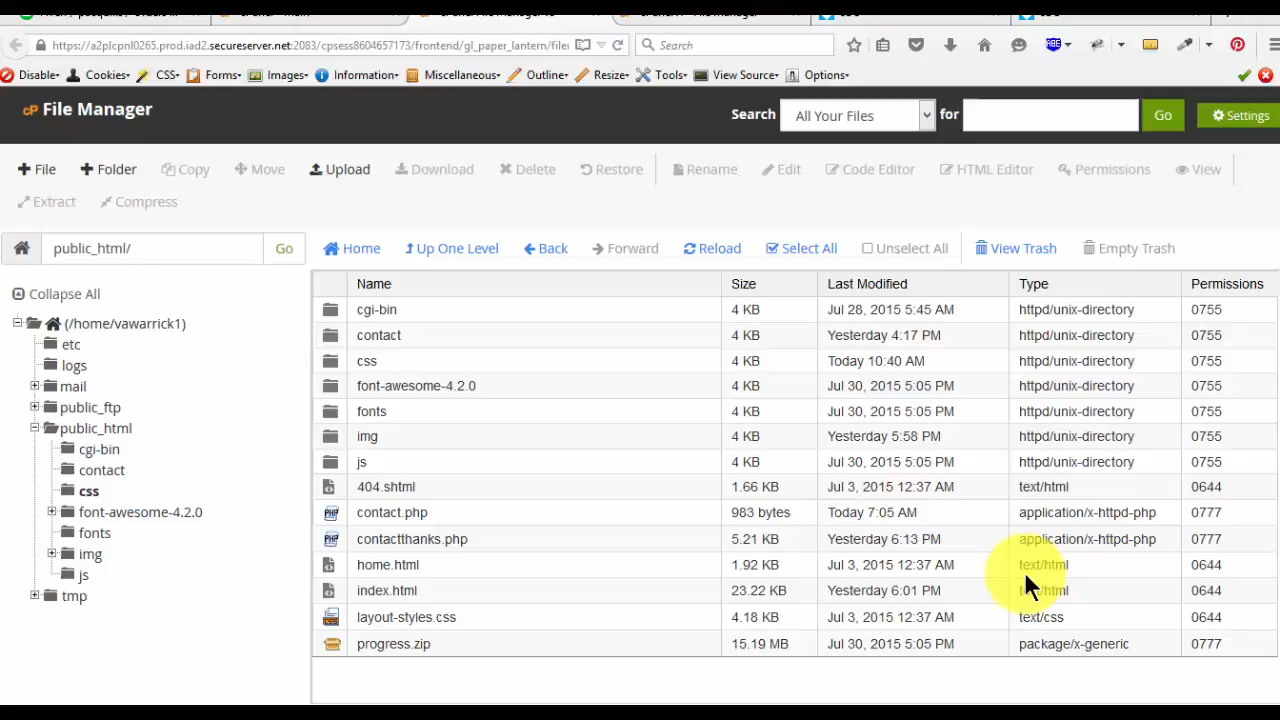 https://a2plcpnl0265.prod.iad2.secureserver.net:2083/cpsess8604657173/frontend/gl_paper_lantern/file Search ABE
Disable Cookies CSS Forms Images Information Miscellaneous Outline Resize Tools View Source Options
cP File Manager Search All Your Files for Go Settings
File Folder Copy Move Upload Download Delete Restore Rename Edit Code Editor HTML Editor Permissions View
Extract Compress
public_html/ Go Home Up One Level Back Forward Reload Select All Unselect All View Trash Empty Trash
Collapse All
(/home/vawarrick1)
etc
logs
mail
public_ftp
public_html
cgi-bin
contact
css
font-awesome-4.2.0
fonts
img
js
tmp
Name Size Last Modified Type Permissions
cgi-bin 4 KB Jul 28, 2015 5:45 AM httpd/unix-directory 0755
contact 4 KB Yesterday 4:17 PM httpd/unix-directory 0755
css 4 KB Today 10:40 AM httpd/unix-directory 0755
font-awesome-4.2.0 4 KB Jul 30, 2015 5:05 PM httpd/unix-directory 0755
fonts 4 KB Jul 30, 2015 5:05 PM httpd/unix-directory 0755
img 4 KB Yesterday 5:58 PM httpd/unix-directory 0755
js 4 KB Jul 30, 2015 5:05 PM httpd/unix-directory 0755
404.shtml 1.66 KB Jul 3, 2015 12:37 AM text/html 0644
PHP contact.php 983 bytes Today 7:05 AM application/x-httpd-php 0777
PHP contactthanks.php 5.21 KB Yesterday 6:13 PM application/x-httpd-php 0777
home.html 1.92 KB Jul 3, 2015 12:37 AM text/html 0644
index.html 23.22 KB Yesterday 6:01 PM text/html 0644
layout-styles.css 4.18 KB Jul 3, 2015 12:37 AM text/css 0644
progress.zip 15.19 MB Jul 30, 2015 5:05 PM package/x-generic 0777